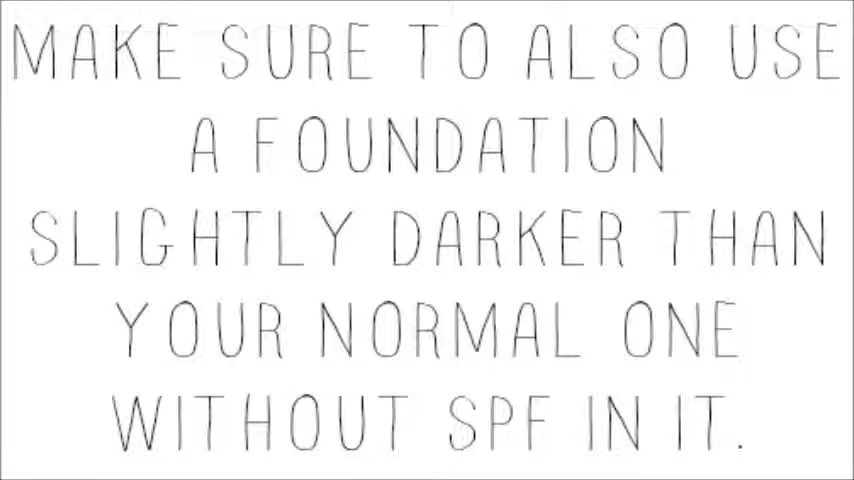 MAKE SURE TO ALSO USE
A FOUNDATION
SLIGHTLY DARKER THAN
YOUR NORMAL ONE
WITHOUT SPF IN IT.